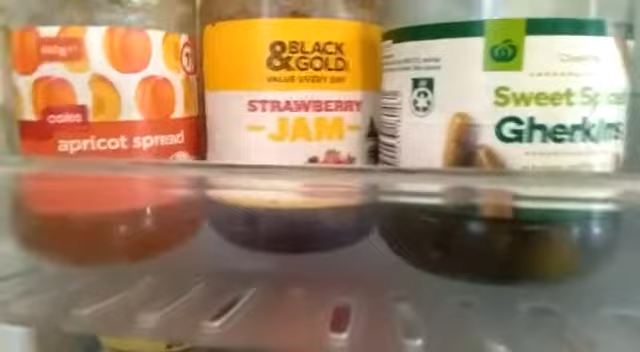 coles
apricot spread
&BLACK
GOLD
VALUE EVERY DAY
STRAWBERRY
-JAM-
Sweet
Gherkins